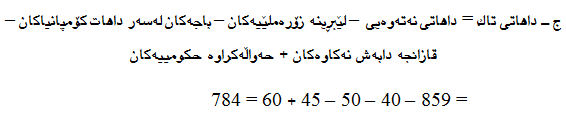 ج ـ داهاتی تاك = داهاتی نەتەوەیی – لێبڕینە زۆرەملێیەکان – باجەکان لەسەر داهات کۆمپانیاکان –
قازانجە دابەش نەکاوەکان + حەواڵەکراوە حکومییەکان
= 859 – 40 – 50 – 45 + 60 = 784